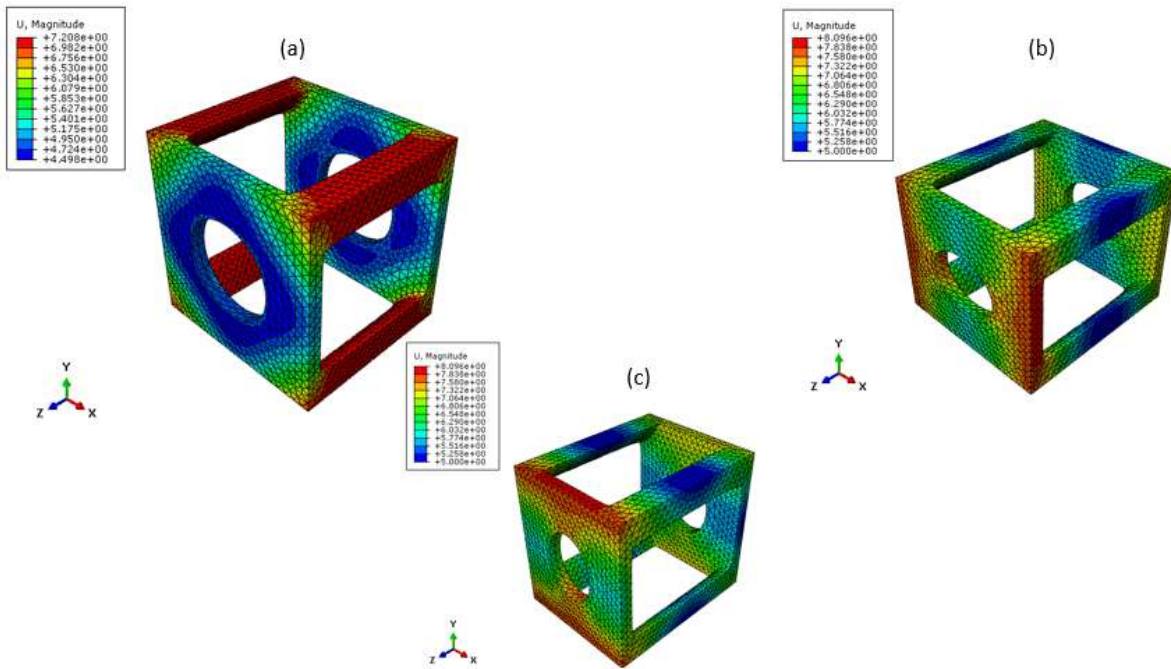 U, Magnitude
+7.208e+00
+6.982e+00
+6.756e+00
+6.530e+00
+6.304e+00
+6.079e+00
+5.853e+00
+5.627e+00
+5.401e+00
+5.175e+00
+4.950e+00
+4.724e+00
+4.498e+00
(a)
Y
Z
X
U, Magnitude
+8.096e+00
+7.838e+00
+7.580e+00
+7.322e+00
+7.064e+00
+6.806e+00
+6.548e+00
+6.290e+00
+6.032e+00
+5.774e+00
+5.516e+00
+5.258e+00
+5.000e+00
(b)
Y
Z
X
U, Magnitude
+8.096e+00
+7.838e+00
+7.580e+00
+7.322e+00
+7.064e+00
+6.806e+00
+6.548e+00
+6.290e+00
+6.032e+00
+5.774e+00
+5.516e+00
+5.258e+00
+5.000e+00
(c)
Y
Z
X